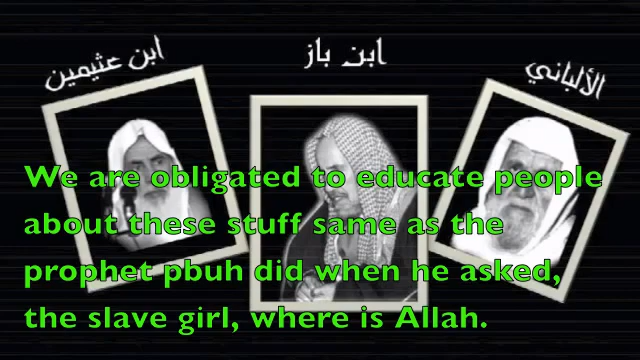 ابن عثيمين
ابن باز
الألباني
We are obligated to educate people
about these stuff same as the
prophet pbuh did when he asked,
the slave girl, where is Allah.